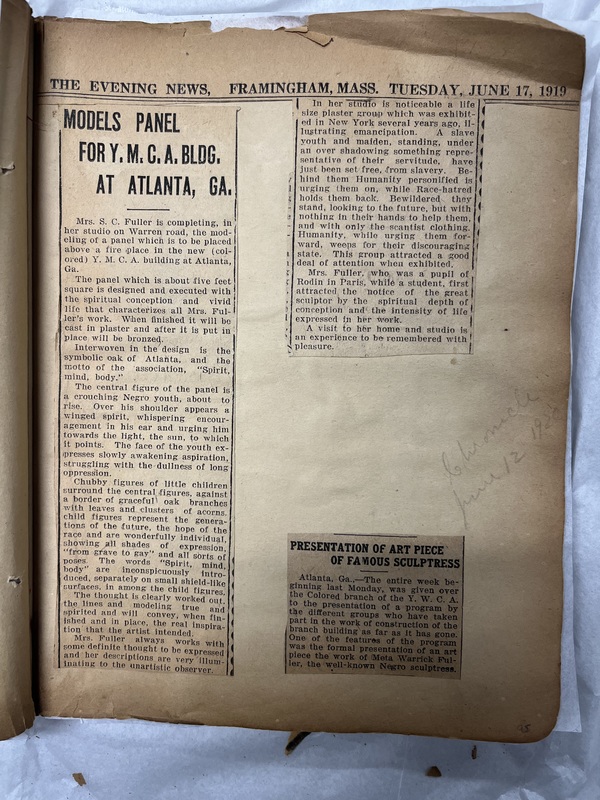 THE EVENING NEWS, FRAMINGHAM, MASS. TUESDAY, JUNE 17, 1919
MODELS PANEL
FOR Y. M. C. A. BLDG.
AT ATLANTA, GA.
Mrs. S. C. Fuller is completing, in
her studio on Warren road, the mod-
eling of a panel which is to be placed
above a fire place in the new (col-
ored) Y. M. C. A. building at Atlanta,
Ga.
The panel which is about five feet
square is designed and executed with
the spiritual conception and vivid
life that characterizes all Mrs. Ful-
ler's work. When finished it will be
cast in plaster and after it is put in
place will be bronzed.
Interwoven in the design is the
symbolic oak of Atlanta, and the
motto of the association, "Spirit,
mind, body."
The central figure of the panel is
a crouching Negro youth, about to
rise. Over his shoulder appears a
winged spirit, whispering encour-
agement in his ear and urging him
towards the light, the sun, to which
it points. The face of the youth ex-
presses slowly awakening aspiration,
struggling with the dullness of long
oppression.
Chubby figures of little children
surround the central figures, against
a border of graceful oak branches
with leaves and clusters of acorns.
child figures represent the genera-
tions of the future, the hope of the
race and are wonderfully individual,
showing all shades of expression,
"from grave to gay" and all sorts of
poses. The words "Spirit, mind,
body" are inconspicuously intro-
duced, separately on small shield-like
surfaces, in among the child figures.
The thought is clearly worked out,
the lines and modeling true and
spirited and will convey, when fin-
ished and in place, the real inspira-
tion that the artist intended.
Mrs. Fuller always works with
some definite thought to be expressed
and her descriptions are very illum-
inating to the unartistic observer.
In her studio is noticeable a life
size plaster group which was exhibit-
ed in New York several years ago, il-
lustrating emancipation. A slave
youth and maiden, standing, under
an over shadowing something repre-
sentative of their servitude, have
just been set free, from slavery. Be-
hind them Humanity personified is
urging them on, while Race-hatred
holds them back. Bewildered they
stand, looking to the future, but with
nothing in their hands to help them,
and with only the scantist clothing.
Humanity, while urging them for-
ward, weeps for their discouraging
state. This group attracted a good
deal of attention when exhibited.
Mrs. Fuller, who was a pupil of
Rodin in Paris, while a student, first
attracted the notice of the great
sculptor by the spiritual depth of
conception and the intensity of life
expressed in her work.
A visit to her home and studio is
an experience to be remembered with
pleasure.
Chronicle
June 12
PRESENTATION OF ART PIECE
OF FAMOUS SCULPTRESS
Atlanta, Ga.,—The entire week be-
ginning last Monday, was given over
the Colored branch of the Y. W. C. A.
to the presentation of a program by
the different groups who have taken
part in the work of construction of the
branch building as far as it has gone.
One of the features of the program
was the formal presentation of an art
piece the work of Meta Warrick Ful-
ler, the well-known Negro sculptress.